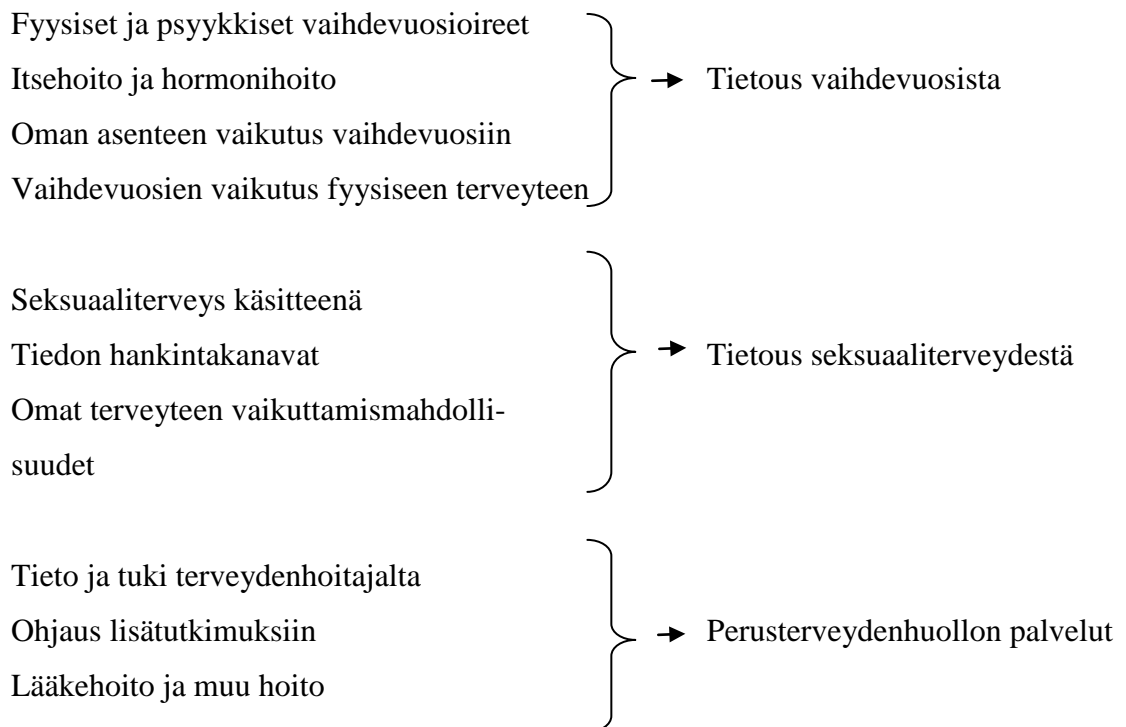 Fyysiset ja psyykkiset vaihdevuosioireet
Itsehoito ja hormonihoito
Tietous vaihdevuosista
Oman asenteen vaikutus vaihdevuosiin
Vaihdevuosien vaikutus fyysiseen terveyteen
Seksuaaliterveys käsitteenä
Tiedon hankintakanavat
Tietous seksuaaliterveydestä
Omat terveyteen vaikuttamismahdolli-
suudet
Tieto ja tuki terveydenhoitajalta
Ohjaus lisätutkimuksiin
Perusterveydenhuollon palvelut
Lääkehoito ja muu hoito